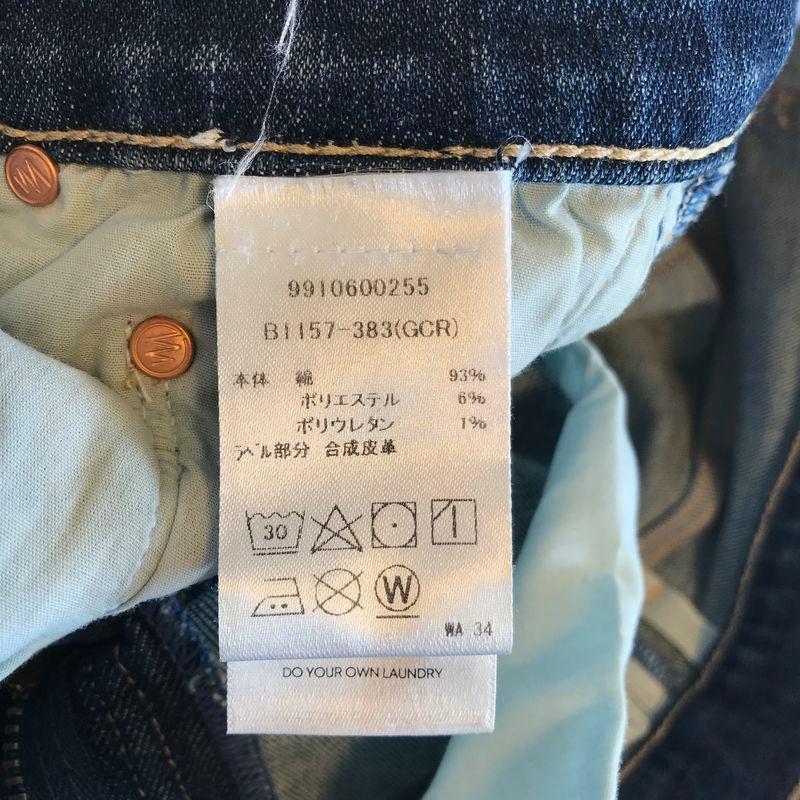 9910600255
B1157-383(GCR)
本体 綿 93%
ポリエステル 6%
ポリウレタン 1%
ラベル部分 合成皮革
30
W
WA 34
DO YOUR OWN LAUNDRY